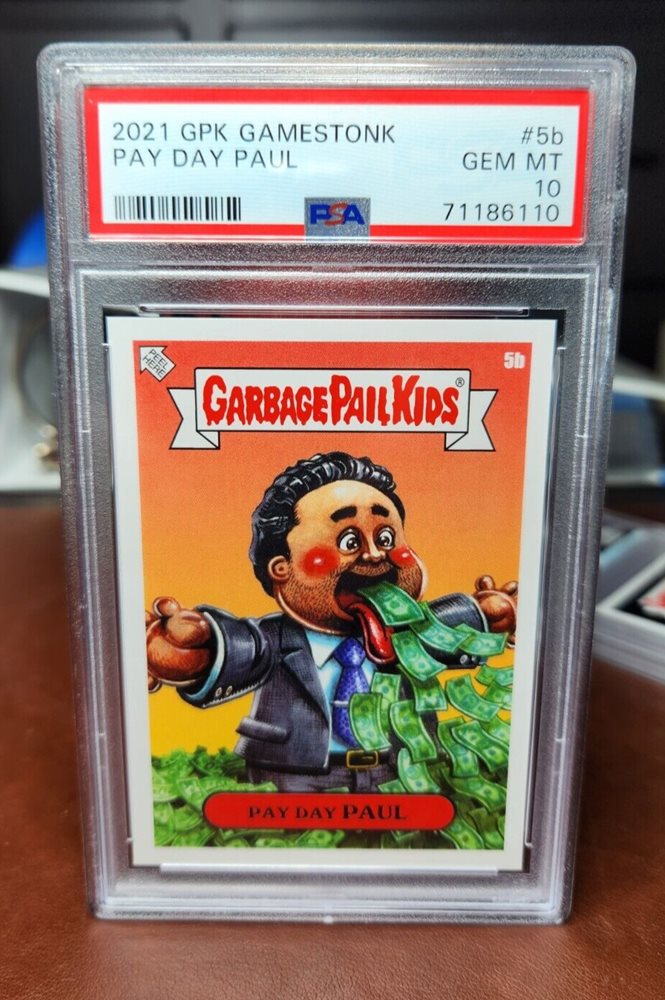 2021 GPK GAMESTONK #5b
PAY DAY PAUL GEM MT
10
PSA 71186110
PEEL HERE
5b
GARBAGE PAIL KIDS®
PAY DAY PAUL